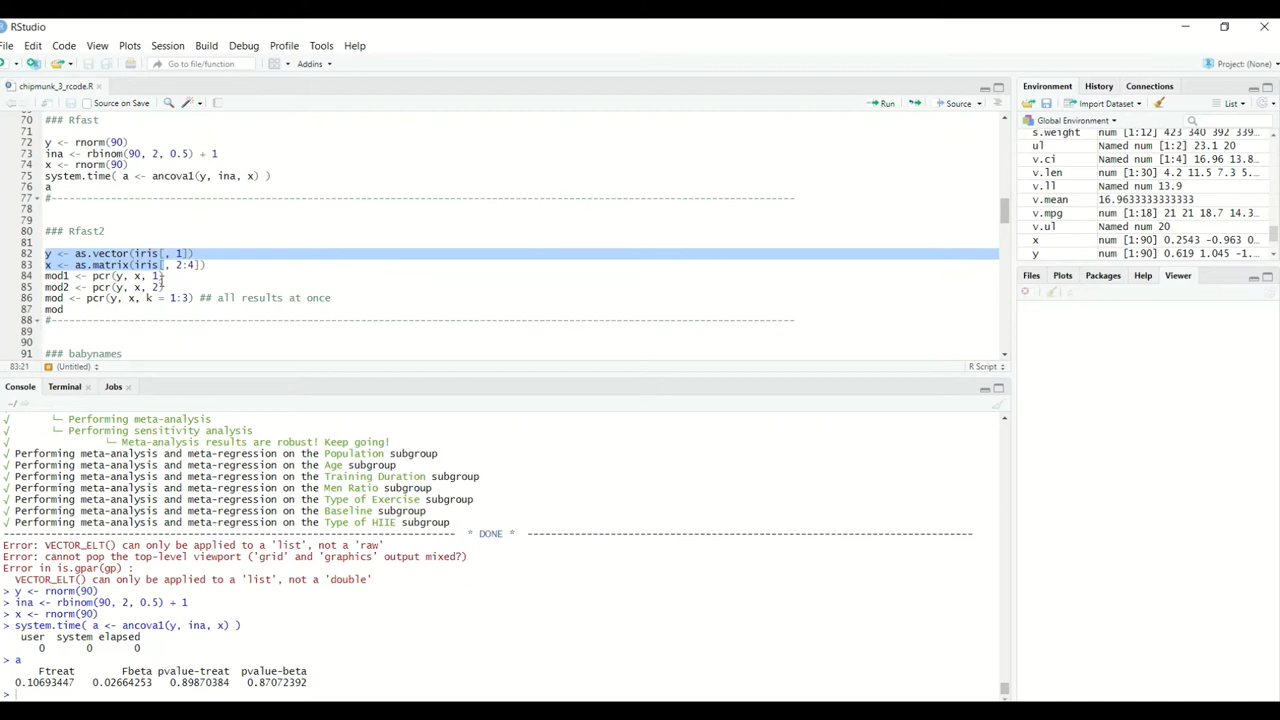 RStudio
File Edit Code View Plots Session Build Debug Profile Tools Help
Go to file/function Addins Project: (None)
chipmunk_3_rcode.R
Source on Save Run Source
70 ### Rfast
71
72 y <- rnorm(90)
73 ina <- rbinom(90, 2, 0.5) + 1
74 x <- rnorm(90)
75 system.time( a <- ancova1(y, ina, x) )
76 a
77 #----------------------------------------------------------------------------------------------------------------------------
78
79
80 ### Rfast2
81
82 y <- as.vector(iris[, 1])
83 x <- as.matrix(iris[, 2:4])
84 mod1 <- pcr(y, x, 1)
85 mod2 <- pcr(y, x, 2)
86 mod <- pcr(y, x, k = 1:3) ## all results at once
87 mod
88 #----------------------------------------------------------------------------------------------------------------------------
89
90
91 ### babynames
83:21 (Untitled) R Script
Console Terminal Jobs
~/
√ └─ Performing meta-analysis
√ └─ Performing sensitivity analysis
√ └─ Meta-analysis results are robust! Keep going!
√ Performing meta-analysis and meta-regression on the Population subgroup
√ Performing meta-analysis and meta-regression on the Age subgroup
√ Performing meta-analysis and meta-regression on the Training Duration subgroup
√ Performing meta-analysis and meta-regression on the Men Ratio subgroup
√ Performing meta-analysis and meta-regression on the Type of Exercise subgroup
√ Performing meta-analysis and meta-regression on the Baseline subgroup
√ Performing meta-analysis and meta-regression on the Type of HIIE subgroup
---------------------------------------------------------------------------- * DONE * ----------------------------------------------------------------------------
Error: VECTOR_ELT() can only be applied to a 'list', not a 'raw'
Error: cannot pop the top-level viewport ('grid' and 'graphics' output mixed?)
Error in is.gpar(gp) :
VECTOR_ELT() can only be applied to a 'list', not a 'double'
> y <- rnorm(90)
> ina <- rbinom(90, 2, 0.5) + 1
> x <- rnorm(90)
> system.time( a <- ancova1(y, ina, x) )
user system elapsed
0 0 0
> a
Ftreat Fbeta pvalue-treat pvalue-beta
0.10693447 0.02664253 0.89870384 0.87072392
>
Environment History Connections
Import Dataset List
Global Environment
s.weight num [1:12] 423 340 392 339…
ul Named num [1:2] 23.1 20
v.ci Named num [1:4] 16.96 13.8…
v.len num [1:30] 4.2 11.5 7.3 5.…
v.ll Named num 13.9
v.mean 16.9633333333333
v.mpg num [1:18] 21 21 18.7 14.3…
v.ul Named num 20
x num [1:90] 0.2543 -0.963 0…
y num [1:90] 0.619 1.045 -1.…
Files Plots Packages Help Viewer